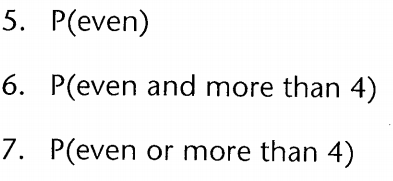 5. P(even)
6. P(even and more than 4)
7. P(even or more than 4)